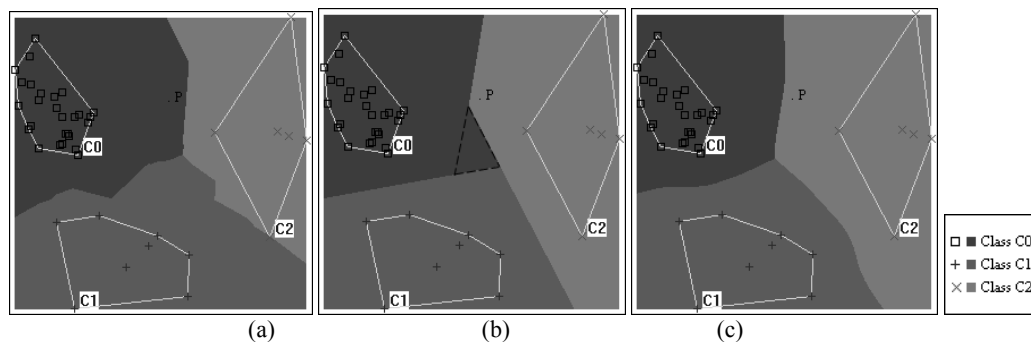 . P
C0
C2
C1
. P
C0
C2
C1
. P
C0
C2
C1
Class C0
Class C1
Class C2
(a)
(b)
(c)